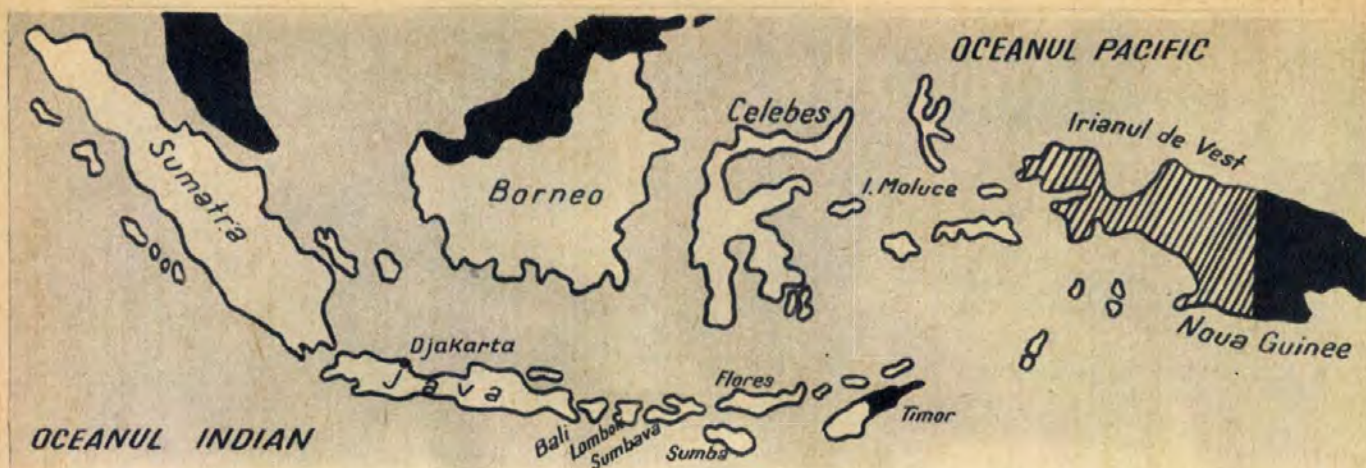 OCEANUL PACIFIC
Celebes
Irianul de Vest
Sumatra
Borneo
I. Moluce
Noua Guinee
Djakarta
Java
Flores
Timor
Bali
Lombok
Sumbava
Sumba
OCEANUL INDIAN